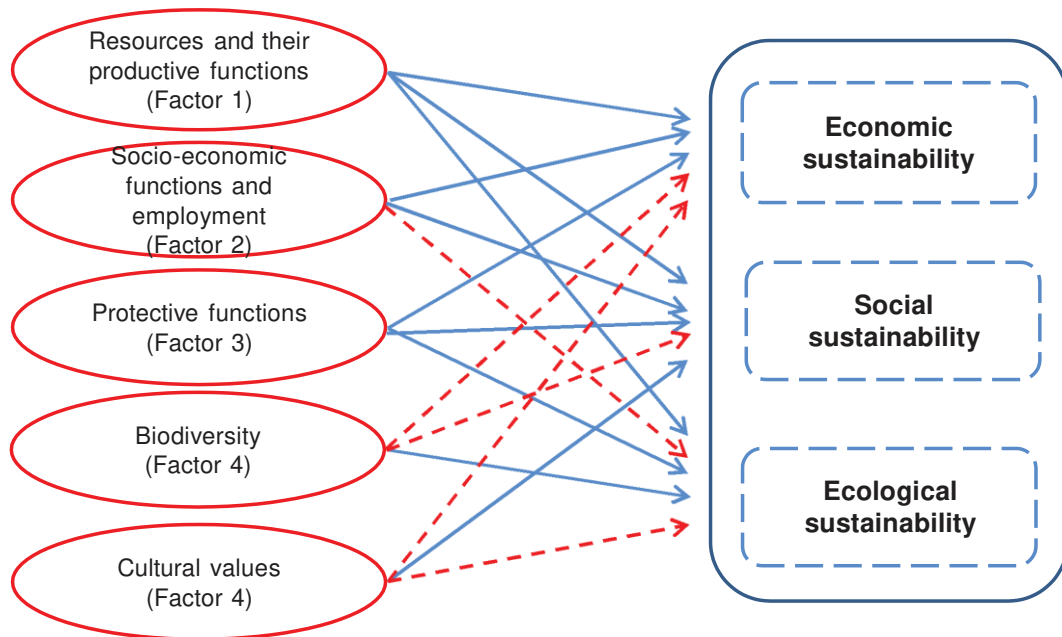 Resources and their
productive functions
(Factor 1)
Socio-economic
functions and
employment
(Factor 2)
Protective functions
(Factor 3)
Biodiversity
(Factor 4)
Cultural values
(Factor 4)
Economic
sustainability
Social
sustainability
Ecological
sustainability